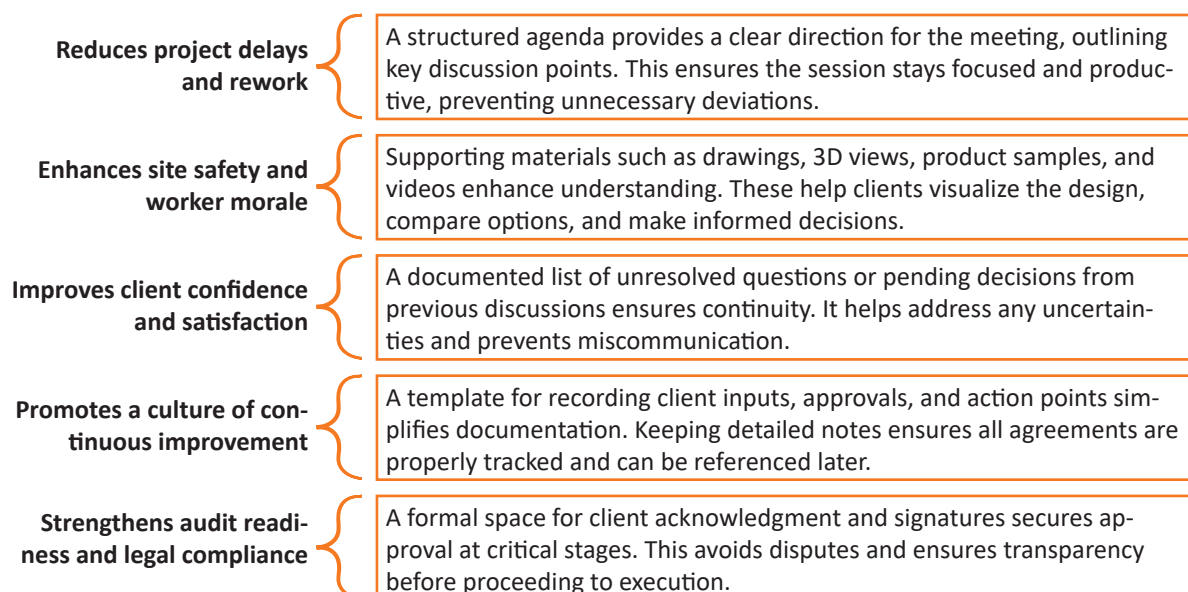 Reduces project delays
and rework
A structured agenda provides a clear direction for the meeting, outlining
key discussion points. This ensures the session stays focused and produc-
tive, preventing unnecessary deviations.
Enhances site safety and
worker morale
Supporting materials such as drawings, 3D views, product samples, and
videos enhance understanding. These help clients visualize the design,
compare options, and make informed decisions.
Improves client confidence
and satisfaction
A documented list of unresolved questions or pending decisions from
previous discussions ensures continuity. It helps address any uncertain-
ties and prevents miscommunication.
Promotes a culture of con-
tinuous improvement
A template for recording client inputs, approvals, and action points sim-
plifies documentation. Keeping detailed notes ensures all agreements are
properly tracked and can be referenced later.
Strengthens audit readi-
ness and legal compliance
A formal space for client acknowledgment and signatures secures ap-
proval at critical stages. This avoids disputes and ensures transparency
before proceeding to execution.